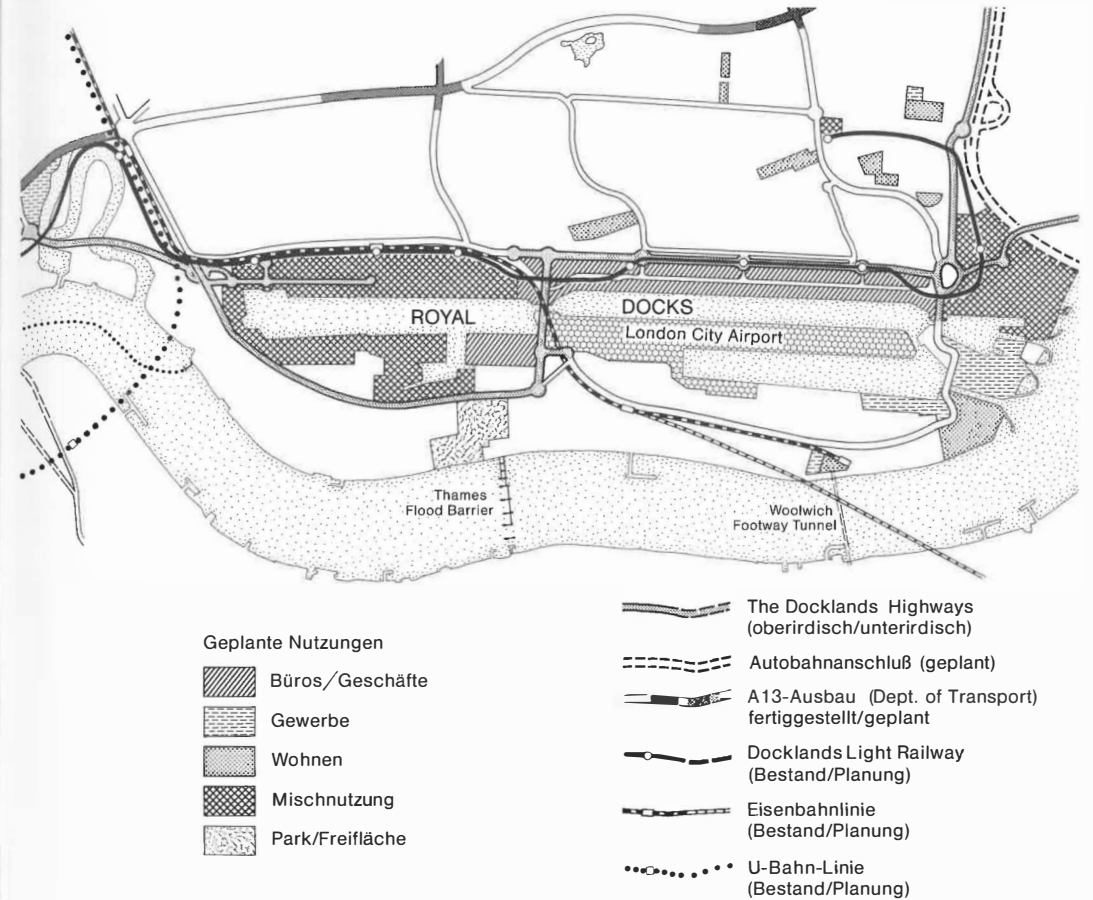 ROYAL
DOCKS
London City Airport
Thames
Flood Barrier
Woolwich
Footway Tunnel
Geplante Nutzungen
Büros/Geschäfte
Gewerbe
Wohnen
Mischnutzung
Park/Freifläche
The Docklands Highways
(oberirdisch/unterirdisch)
Autobahnanschluß (geplant)
A13-Ausbau (Dept. of Transport)
fertiggestellt/geplant
Docklands Light Railway
(Bestand/Planung)
Eisenbahnlinie
(Bestand/Planung)
U-Bahn-Linie
(Bestand/Planung)